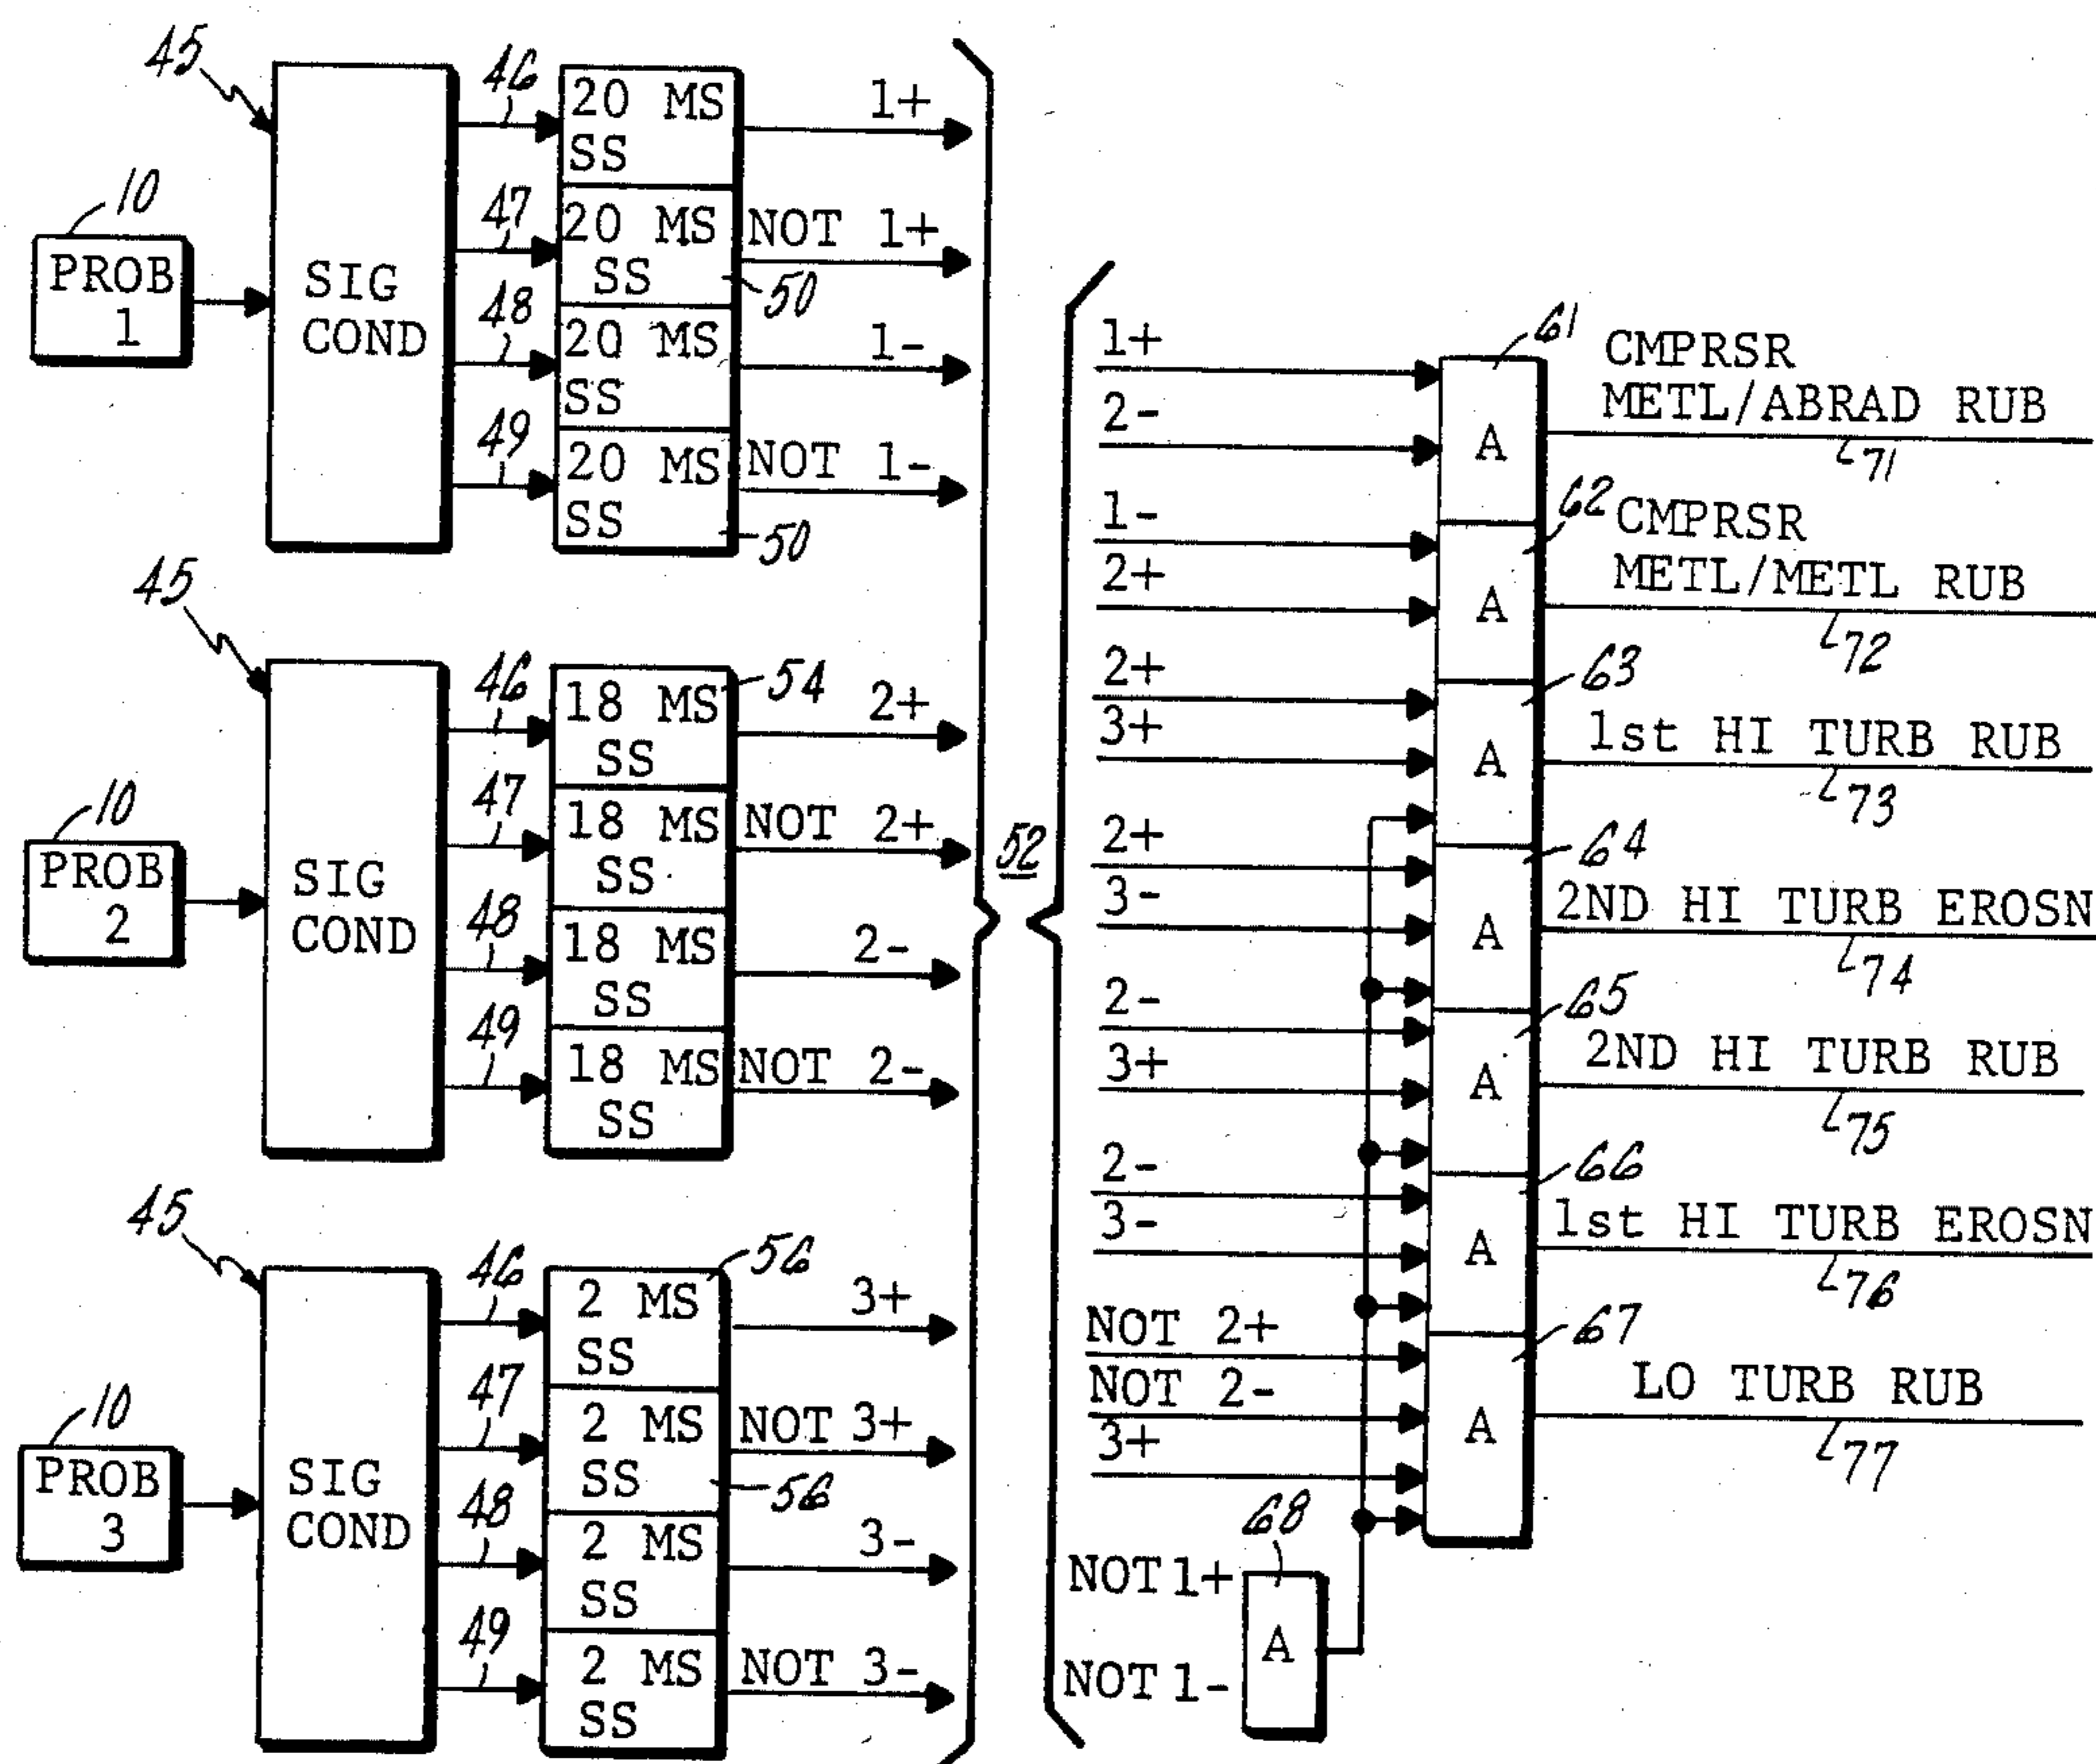 45
10
PROB
1
SIG
COND
46
47
48
49
20 MS
SS
20 MS
SS
50
20 MS
SS
20 MS
SS
50
1+
NOT 1+
1-
NOT 1-
45
10
PROB
2
SIG
COND
46
47
48
49
18 MS
SS
54
18 MS
SS
18 MS
SS
18 MS
SS
2+
NOT 2+
2-
NOT 2-
45
10
PROB
3
SIG
COND
46
47
48
49
2 MS
SS
56
2 MS
SS
56
2 MS
SS
2 MS
SS
3+
NOT 3+
3-
NOT 3-
52
1+
2-
A
61
CMPRSR
METL/ABRAD RUB
71
1-
2+
A
62
CMPRSR
METL/METL RUB
72
2+
3+
A
63
1st HI TURB RUB
73
2+
3-
A
64
2ND HI TURB EROSN
74
2-
3+
A
65
2ND HI TURB RUB
75
2-
3-
A
66
1st HI TURB EROSN
76
NOT 2+
NOT 2-
3+
A
67
LO TURB RUB
77
68
NOT 1+
A
NOT 1-